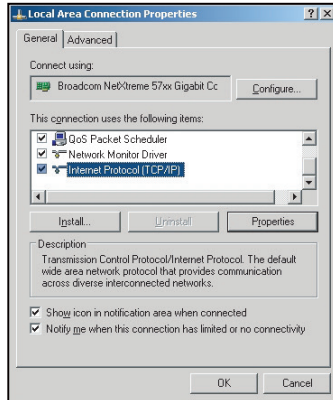 Local Area Connection Properties
General Advanced
Connect using:
Broadcom NetXtreme 57xx Gigabit Cc
Configure...
This connection uses the following items:
QoS Packet Scheduler
Network Monitor Driver
Internet Protocol (TCP/IP)
Install... Uninstall Properties
Description
Transmission Control Protocol/Internet Protocol. The default
wide area network protocol that provides communication
across diverse interconnected networks.
Show icon in notification area when connected
Notify me when this connection has limited or no connectivity
OK Cancel